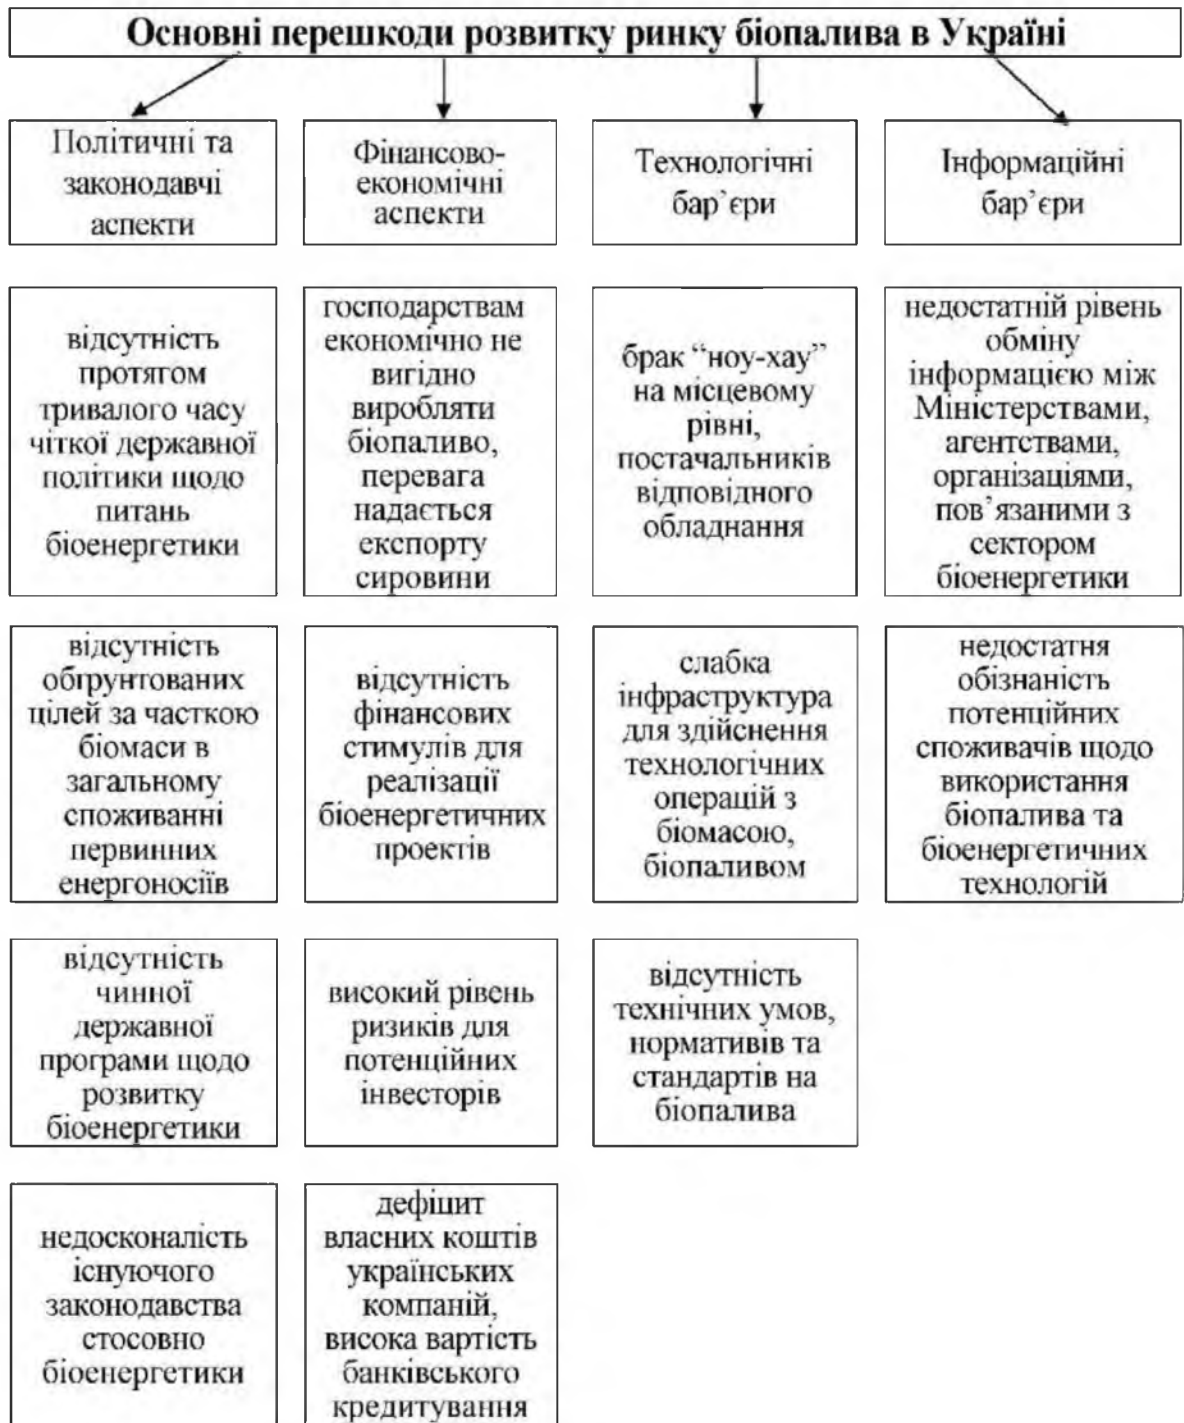 Основні перешкоди розвитку ринку біопалива в Україні
Політичні та
законодавчі
аспекти
Фінансово-
економічні
аспекти
Технологічні
бар’єри
Інформаційні
бар’єри
відсутність
протягом
тривалого часу
чіткої державної
політики щодо
питань
біоенергетики
господарствам
економічно не
вигідно
виробляти
біопаливо,
перевага
надається
експорту
сировини
брак “ноу-хау”
на місцевому
рівні,
постачальників
відповідного
обладнання
недостатній рівень
обміну
інформацією між
Міністерствами,
агентствами,
організаціями,
пов’язаними з
сектором
біоенергетики
відсутність
обґрунтованих
цілей за часткою
біомаси в
загальному
споживанні
первинних
енергоносіїв
відсутність
фінансових
стимулів для
реалізації
біоенергетичних
проектів
слабка
інфраструктура
для здійснення
технологічних
операцій з
біомасою,
біопаливом
недостатня
обізнаність
потенційних
споживачів щодо
використання
біопалива та
біоенергетичних
технологій
відсутність
чинної
державної
програми щодо
розвитку
біоенергетики
високий рівень
ризиків для
потенційних
інвесторів
відсутність
технічних умов,
нормативів та
стандартів на
біопалива
недосконалість
існуючого
законодавства
стосовно
біоенергетики
дефіцит
власних коштів
українських
компаній,
висока вартість
банківського
кредитування